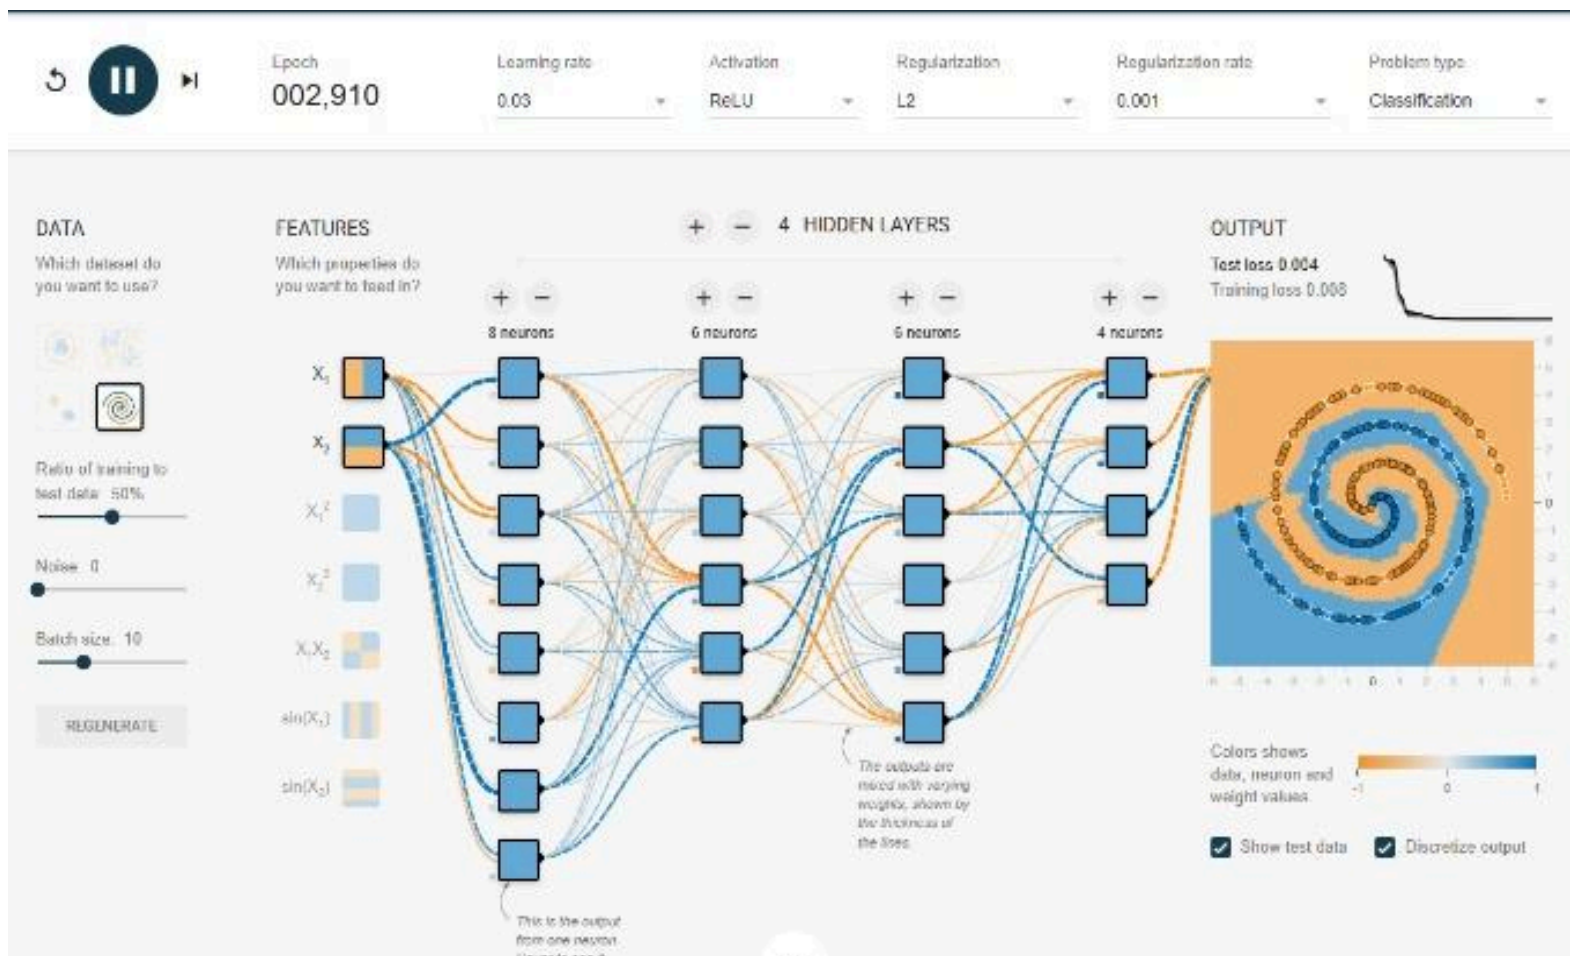 Epoch
002,910
Learning rate
0.03
Activation
ReLU
Regularization
L2
Regularization rate
0.001
Problem type
Classification
DATA
Which dataset do
you want to use?
Ratio of training to
test data: 50%
Noise: 0
Batch size: 10
REGENERATE
FEATURES
Which properties do
you want to feed in?
X₁
X₂
X₁²
X₂²
X₁X₂
sin(X₁)
sin(X₂)
4 HIDDEN LAYERS
8 neurons
6 neurons
6 neurons
4 neurons
The outputs are
mixed with varying
weights, shown by
the thickness of
the lines.
This is the output
from one neuron.
OUTPUT
Test loss 0.004
Training loss 0.008
Colors shows
data, neuron and
weight values.
-1 0 1
Show test data
Discretize output